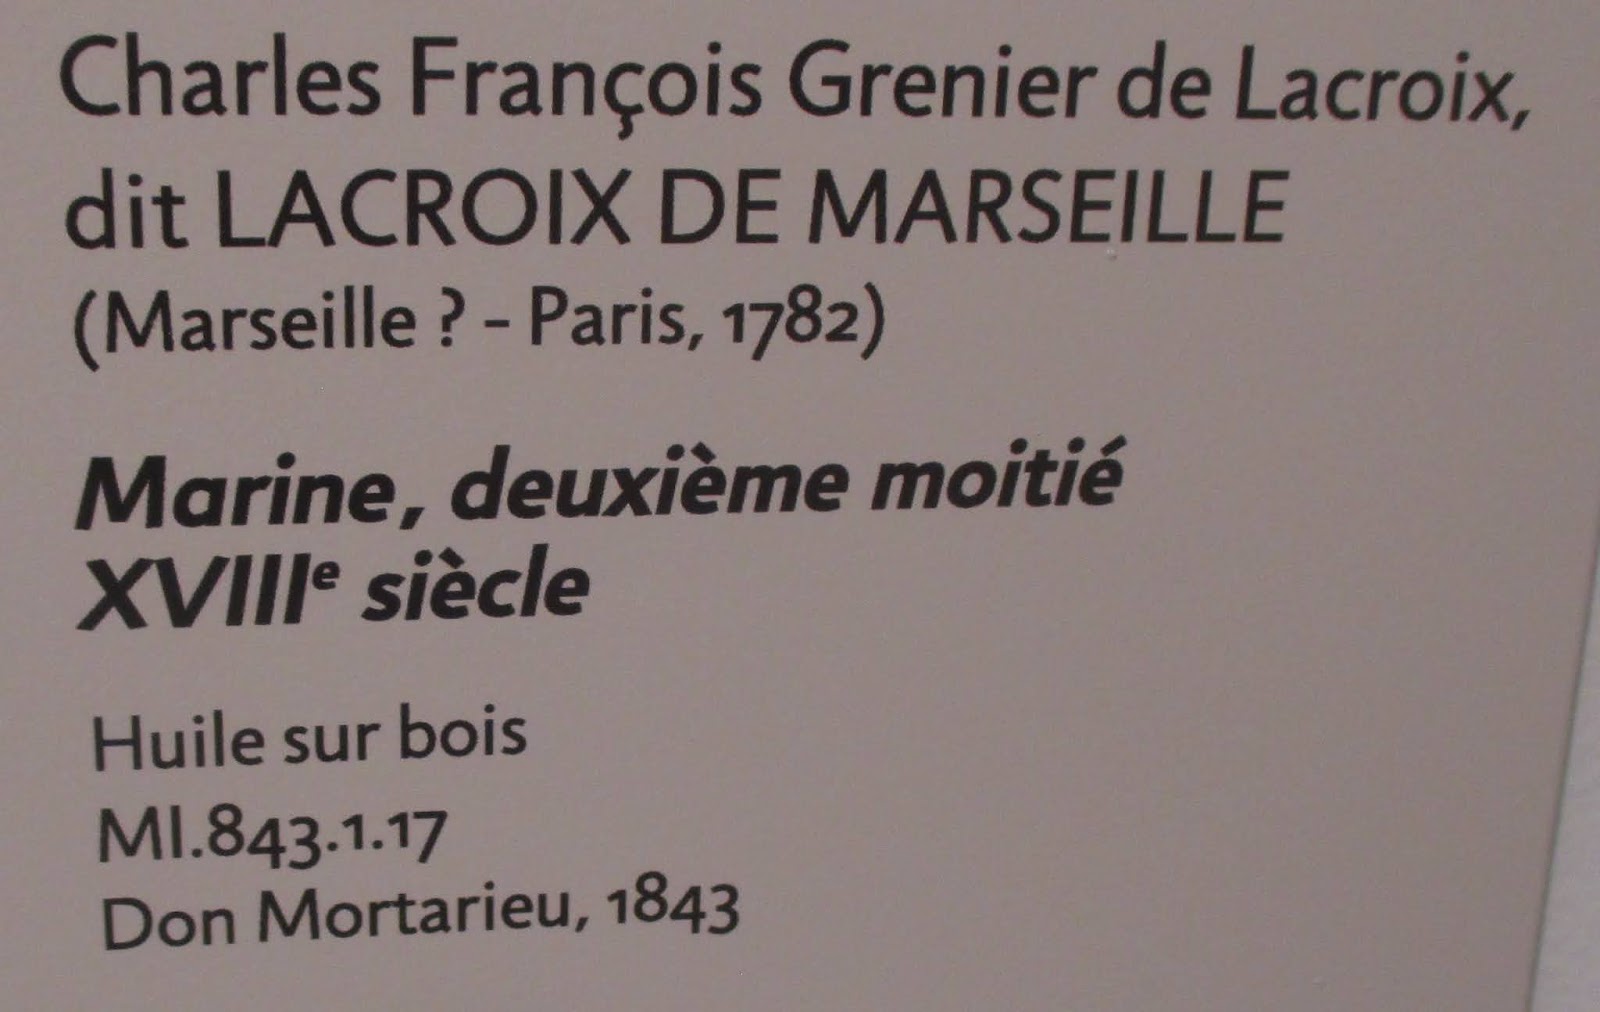 Charles François Grenier de Lacroix,
dit LACROIX DE MARSEILLE
(Marseille ? - Paris, 1782)
Marine, deuxième moitié
XVIIIe siècle
Huile sur bois
MI.843.1.17
Don Mortarieu, 1843